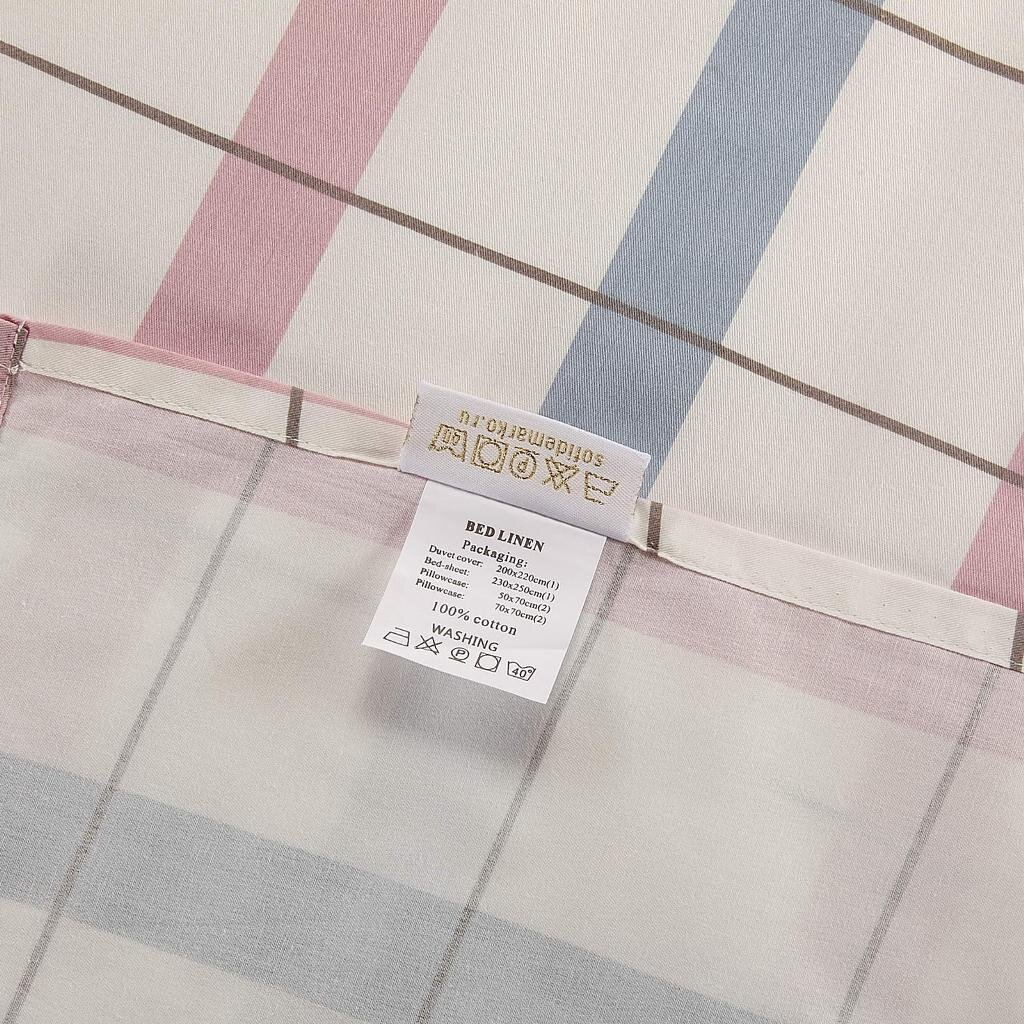 sofidemarko.ru
BED LINEN
Packaging:
Duvet cover: 200x220cm(1)
Bed-sheet: 230x250cm(1)
Pillowcase: 50x70cm(2)
Pillowcase: 70x70cm(2)
100% cotton
WASHING
P 40°